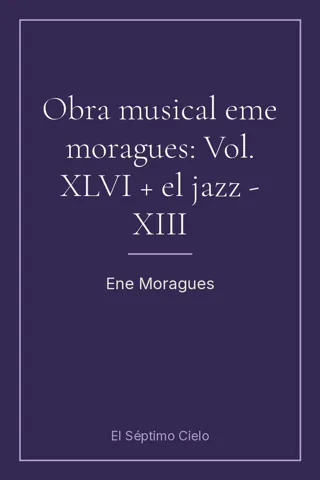 Obra musical eme
moragues: Vol.
XLVI + el jazz -
XIII
Ene Moragues
El Séptimo Cielo